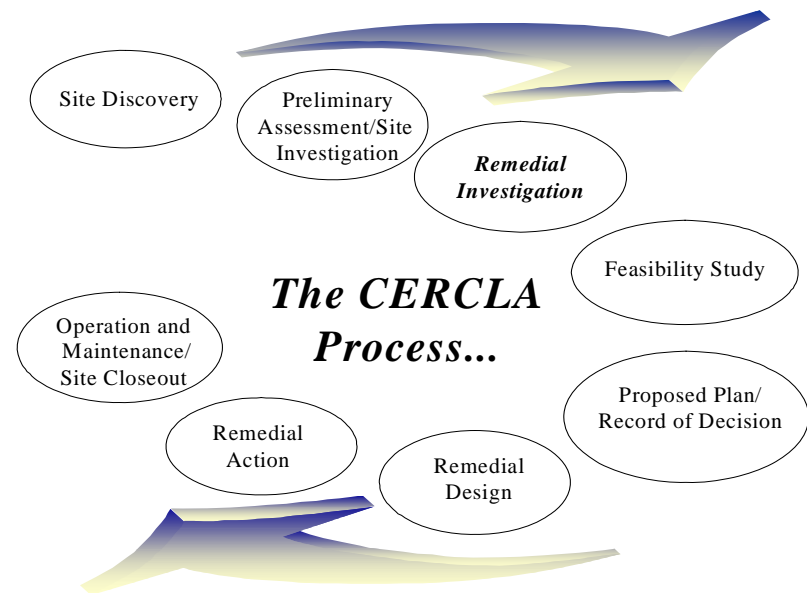 Site Discovery
Preliminary
Assessment/Site
Investigation
Remedial
Investigation
Feasibility Study
The CERCLA
Process...
Proposed Plan/
Record of Decision
Remedial
Design
Remedial
Action
Operation and
Maintenance/
Site Closeout